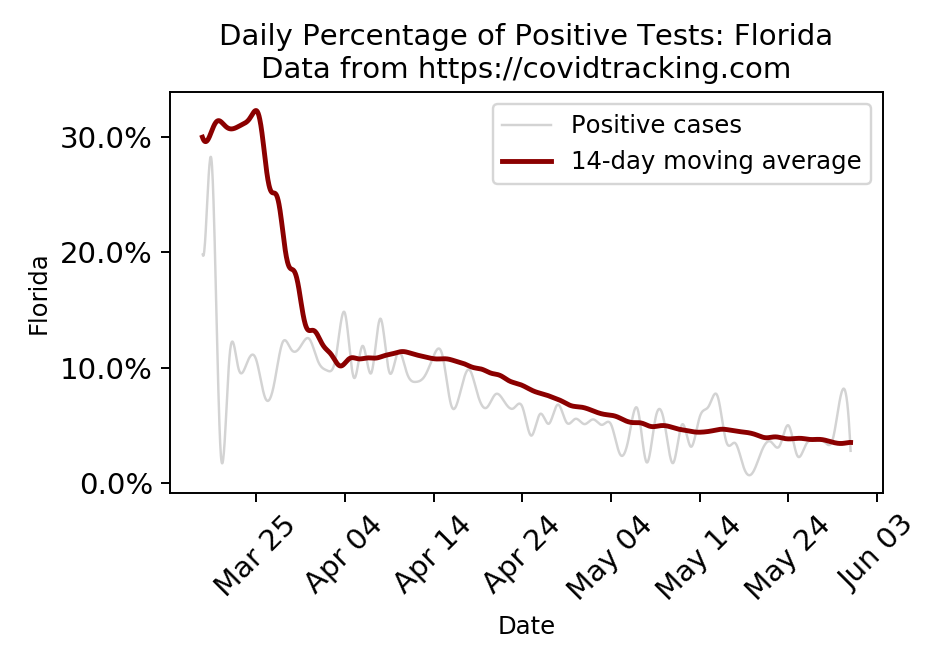 Daily Percentage of Positive Tests: Florida
Data from https://covidtracking.com
Positive cases
14-day moving average
30.0%
20.0%
10.0%
0.0%
Florida
Mar 25
Apr 04
Apr 14
Apr 24
May 04
May 14
May 24
Jun 03
Date